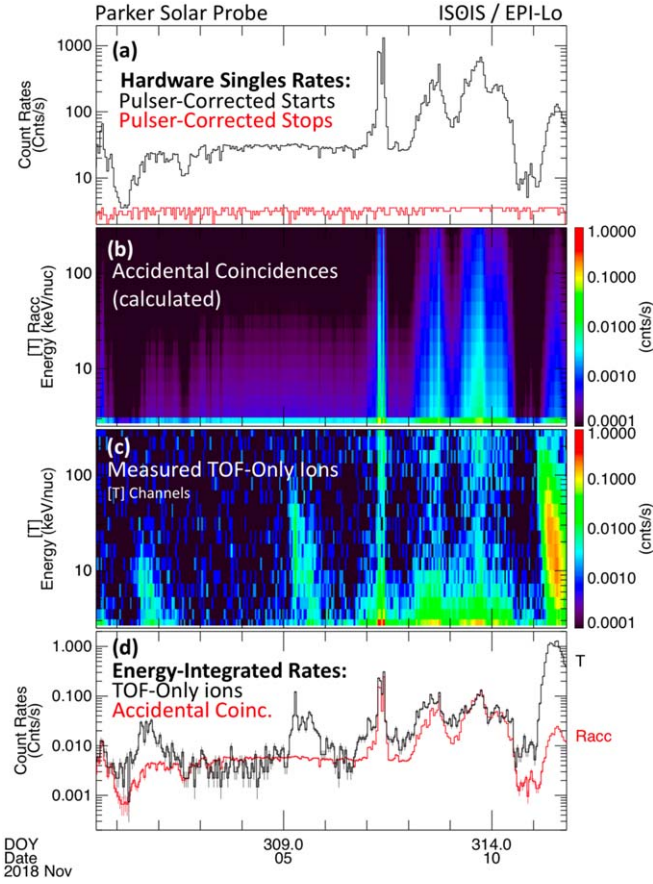 Parker Solar Probe ISʘIS / EPI-Lo
(a)
1000
Hardware Singles Rates:
Pulser-Corrected Starts
Pulser-Corrected Stops
100
10
Count Rates
(Cnts/s)
(b)
Accidental Coincidences
(calculated)
100
10
[T] Racc
Energy (keV/nuc)
1.0000
0.1000
0.0100
0.0010
0.0001
(cnts/s)
(c)
Measured TOF-Only Ions
[T] Channels
100
10
[T]
Energy (keV/nuc)
1.0000
0.1000
0.0100
0.0010
0.0001
(cnts/s)
(d)
Energy-Integrated Rates:
TOF-Only ions
Accidental Coinc.
1.000
0.100
0.010
0.001
Count Rates
(Cnts/s)
T
Racc
DOY 309.0 314.0
Date 05 10
2018 Nov